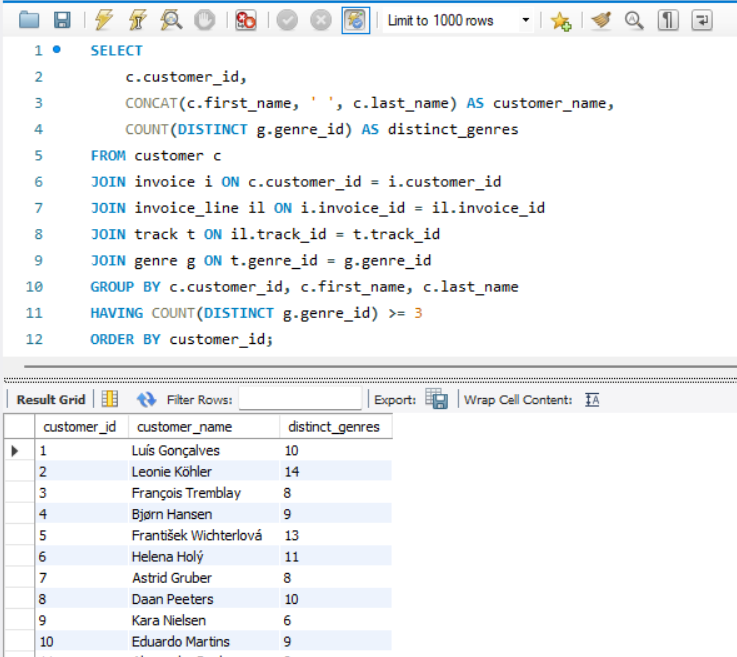 Limit to 1000 rows
1 SELECT
2 c.customer_id,
3 CONCAT(c.first_name, ' ', c.last_name) AS customer_name,
4 COUNT(DISTINCT g.genre_id) AS distinct_genres
5 FROM customer c
6 JOIN invoice i ON c.customer_id = i.customer_id
7 JOIN invoice_line il ON i.invoice_id = il.invoice_id
8 JOIN track t ON il.track_id = t.track_id
9 JOIN genre g ON t.genre_id = g.genre_id
10 GROUP BY c.customer_id, c.first_name, c.last_name
11 HAVING COUNT(DISTINCT g.genre_id) >= 3
12 ORDER BY customer_id;
Result Grid Filter Rows: Export: Wrap Cell Content:
customer_id customer_name distinct_genres
1 Luís Gonçalves 10
2 Leonie Köhler 14
3 François Tremblay 8
4 Bjørn Hansen 9
5 František Wichterlová 13
6 Helena Holý 11
7 Astrid Gruber 8
8 Daan Peeters 10
9 Kara Nielsen 6
10 Eduardo Martins 9